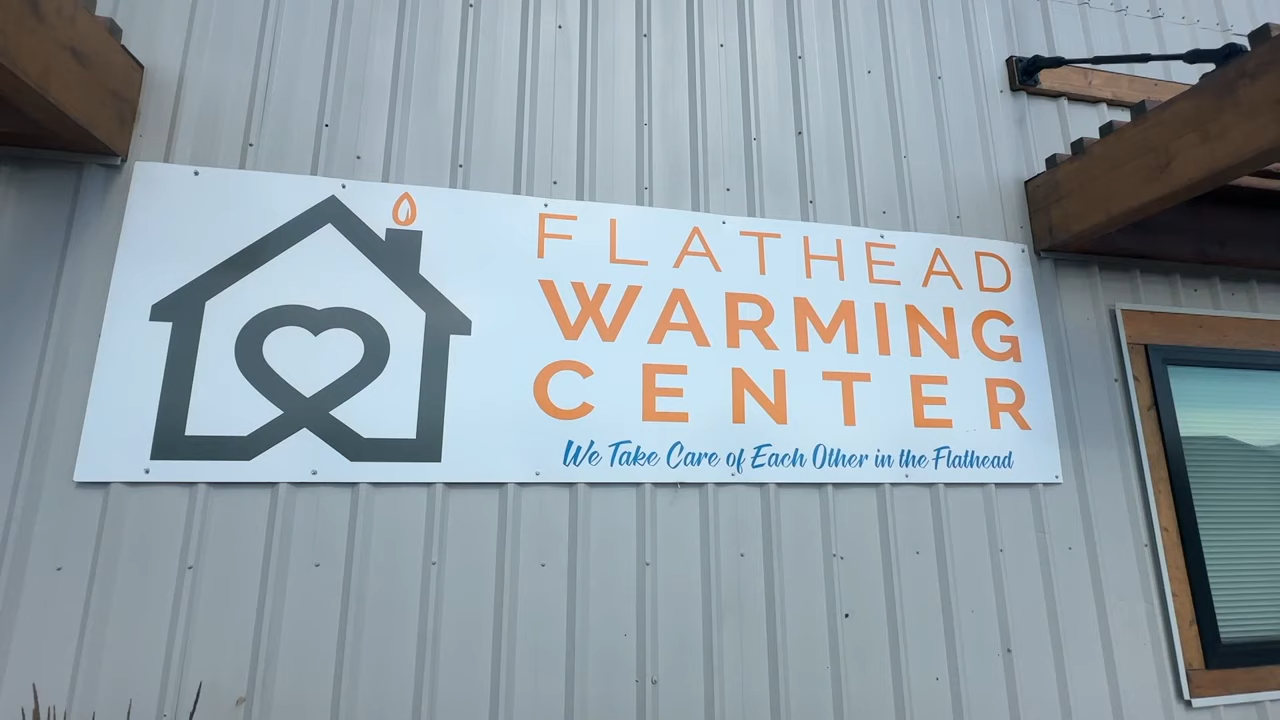 FLATHEAD
WARMING
CENTER
We Take Care of Each Other in the Flathead